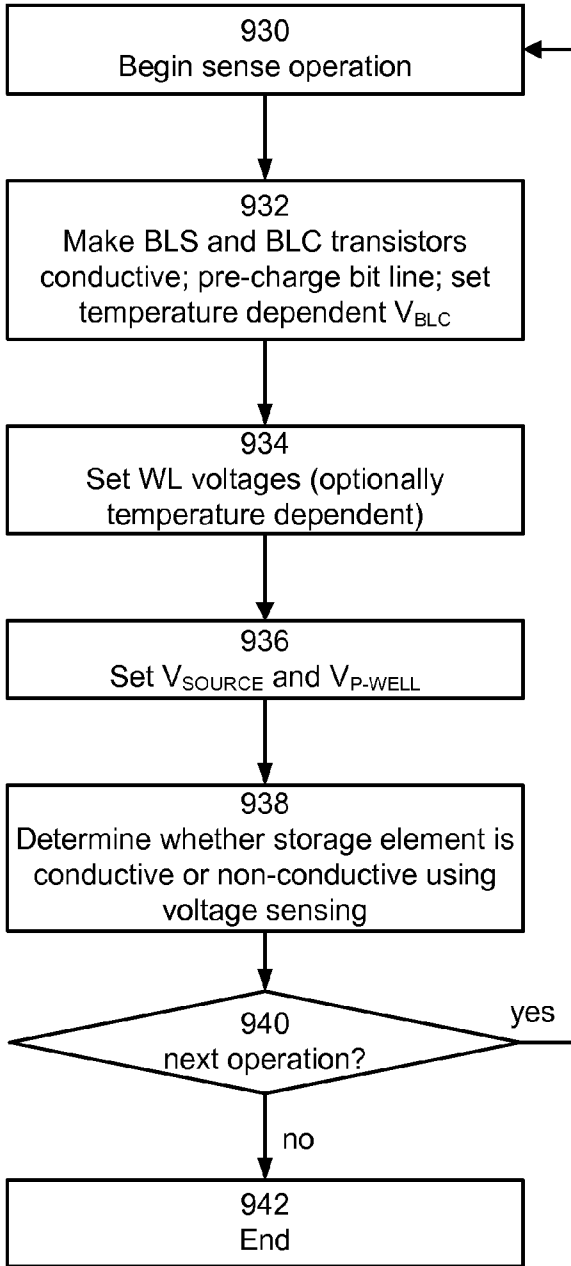 930
Begin sense operation
932
Make BLS and BLC transistors
conductive; pre-charge bit line; set
temperature dependent VBLC
934
Set WL voltages (optionally
temperature dependent)
936
Set VSOURCE and VP-WELL
938
Determine whether storage element is
conductive or non-conductive using
voltage sensing
940
next operation?
yes
no
942
End